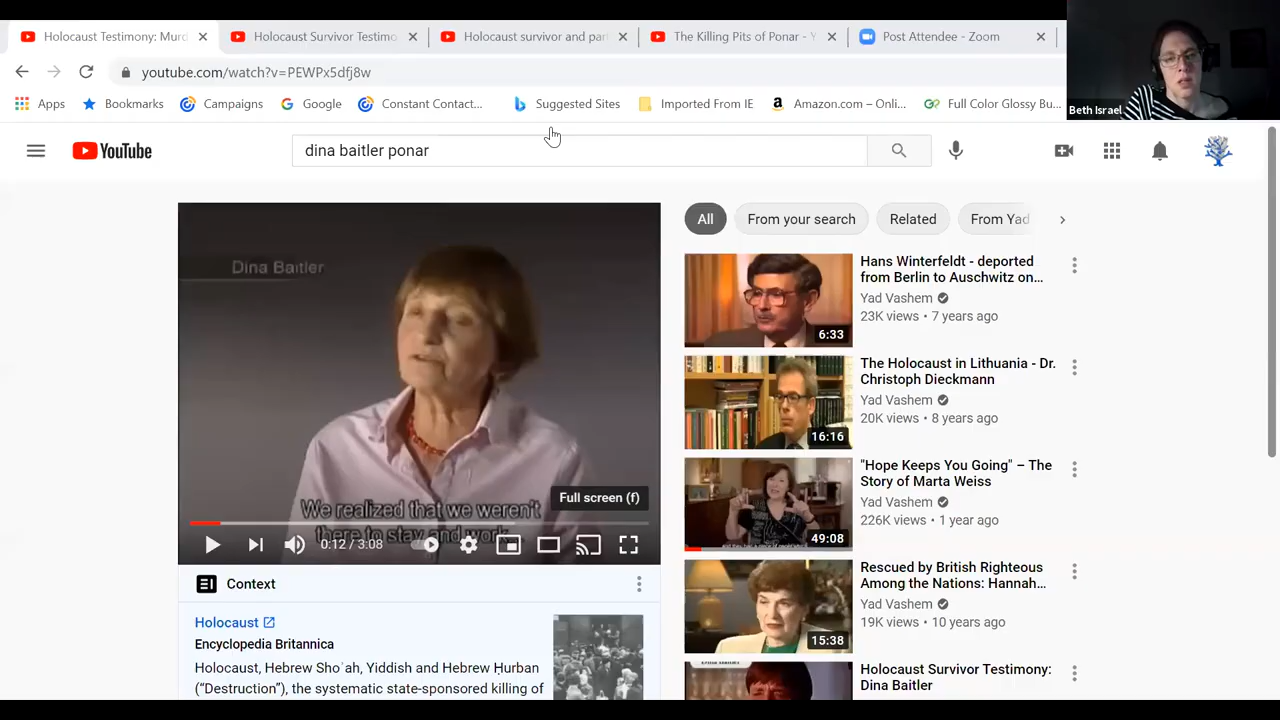 Holocaust Testimony: Murd
Holocaust Survivor Testimo
Holocaust survivor and part
The Killing Pits of Ponar - Y
Post Attendee - Zoom
youtube.com/watch?v=PEWPx5dfj8w
Apps
Bookmarks
Campaigns
Google
Constant Contact...
Suggested Sites
Imported From IE
Amazon.com – Onli...
Full Color Glossy Bu...
Beth Israel
YouTube
dina baitler ponar
Dina Baitler
We realized that we weren't
there to stay and work.
Full screen (f)
0:12 / 3:08
Context
Holocaust
Encyclopedia Britannica
Holocaust, Hebrew Shoʾah, Yiddish and Hebrew Ḥurban
(“Destruction”), the systematic state-sponsored killing of
All
From your search
Related
From Yad
Hans Winterfeldt - deported
from Berlin to Auschwitz on...
Yad Vashem
23K views • 7 years ago
6:33
The Holocaust in Lithuania - Dr.
Christoph Dieckmann
Yad Vashem
20K views • 8 years ago
16:16
"Hope Keeps You Going" – The
Story of Marta Weiss
Yad Vashem
226K views • 1 year ago
49:08
Rescued by British Righteous
Among the Nations: Hannah...
Yad Vashem
19K views • 10 years ago
15:38
Holocaust Survivor Testimony:
Dina Baitler